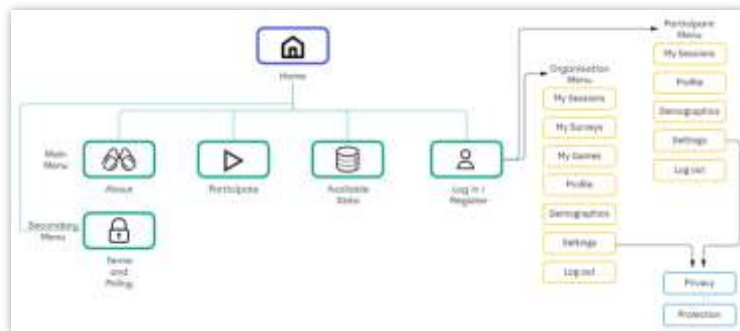 Home
Main
Menu
About
Participate
Available
Data
Log in /
Register
Secondary
Menu
Terms
and
Policy
Organisation
Menu
My Sessions
My Surveys
My Games
Profile
Demographics
Settings
Log out
Participant
Menu
My Sessions
Profile
Demographics
Settings
Log out
Privacy
Protection